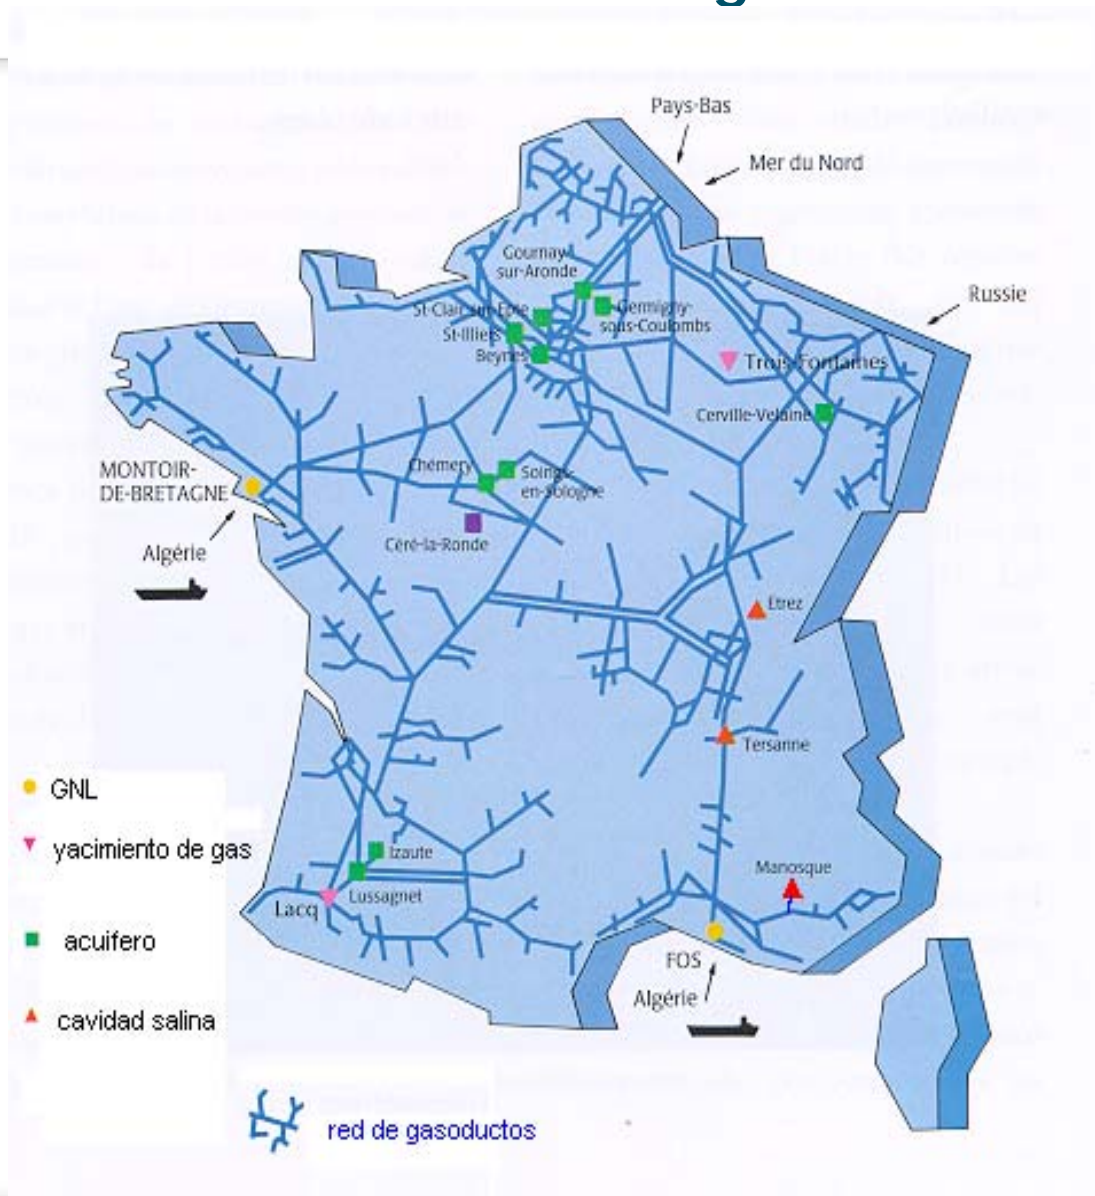 Pays-Bas
Mer du Nord
Russie
Gournay
sur-Aronde
St-Clair-sur-Epte
Germigny-
sous-Coulombs
St-Illiers
Beynes
Trois-Fontaines
Cerville-Velaine
Chémery
Soings-
en-Sologne
Céré-la-Ronde
MONTOIR-
DE-BRETAGNE
Algérie
Etrez
Tersanne
Izaute
Lussagnet
Lacq
Manosque
FOS
Algérie
GNL
yacimiento de gas
acuifero
cavidad salina
red de gasoductos